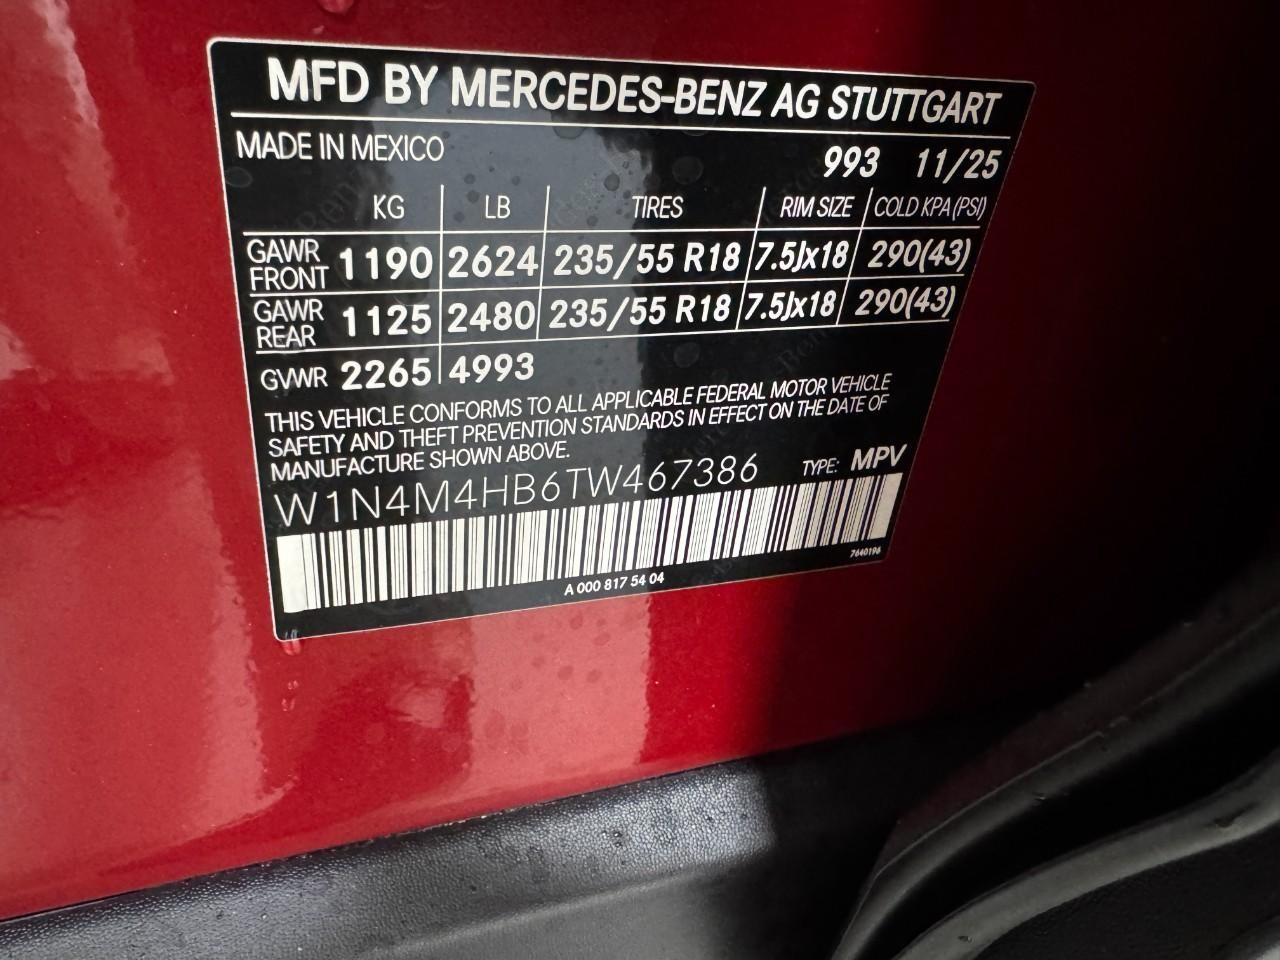 MFD BY MERCEDES-BENZ AG STUTTGART
MADE IN MEXICO 993 11/25
KG LB TIRES RIM SIZE COLD KPA (PSI)
GAWR FRONT 1190 2624 235/55 R18 7.5Jx18 290(43)
GAWR REAR 1125 2480 235/55 R18 7.5Jx18 290(43)
GVWR 2265 4993
THIS VEHICLE CONFORMS TO ALL APPLICABLE FEDERAL MOTOR VEHICLE
SAFETY AND THEFT PREVENTION STANDARDS IN EFFECT ON THE DATE OF
MANUFACTURE SHOWN ABOVE.
W1N4M4HB6TW467386 TYPE: MPV
7640196
A 000 817 54 04